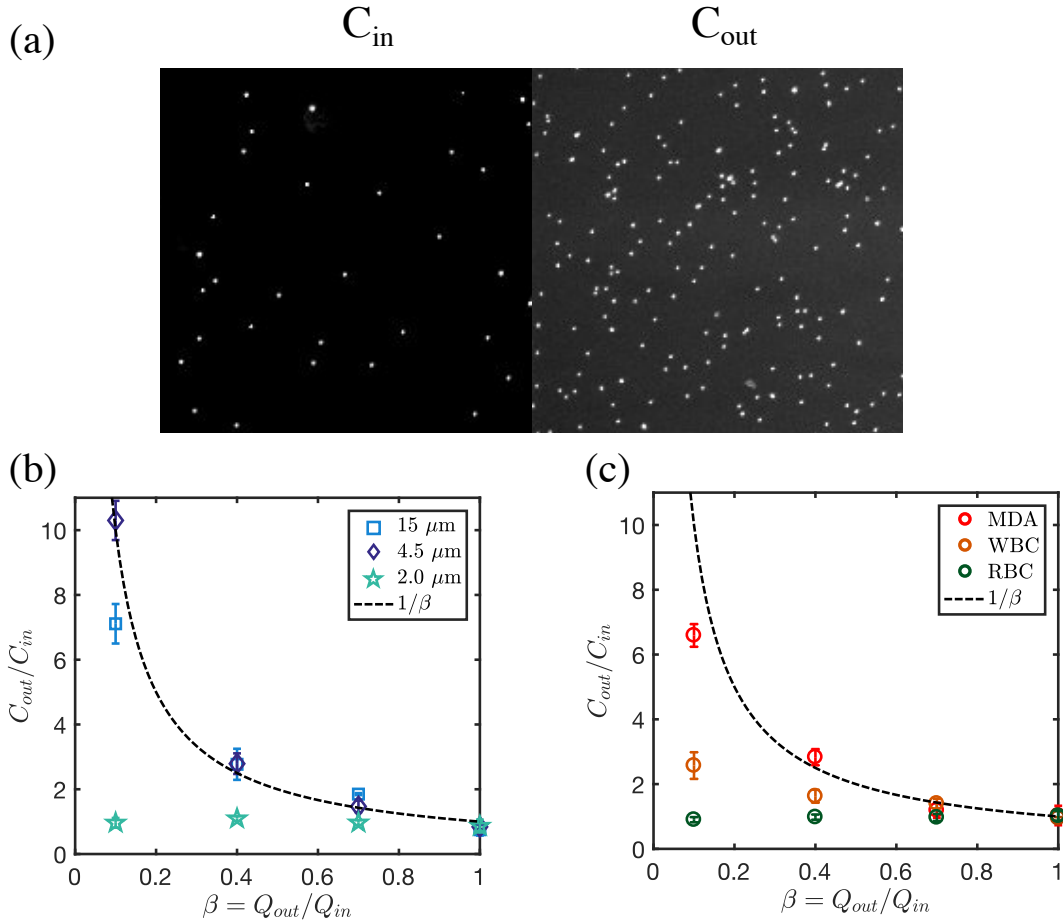 (a)
C_in
C_out
(b)
C_out/C_in
10
8
6
4
2
0
0
0.2
0.4
0.6
0.8
1
β = Q_out/Q_in
15 μm
4.5 μm
2.0 μm
1/β
(c)
C_out/C_in
10
8
6
4
2
0
0
0.2
0.4
0.6
0.8
1
β = Q_out/Q_in
MDA
WBC
RBC
1/β